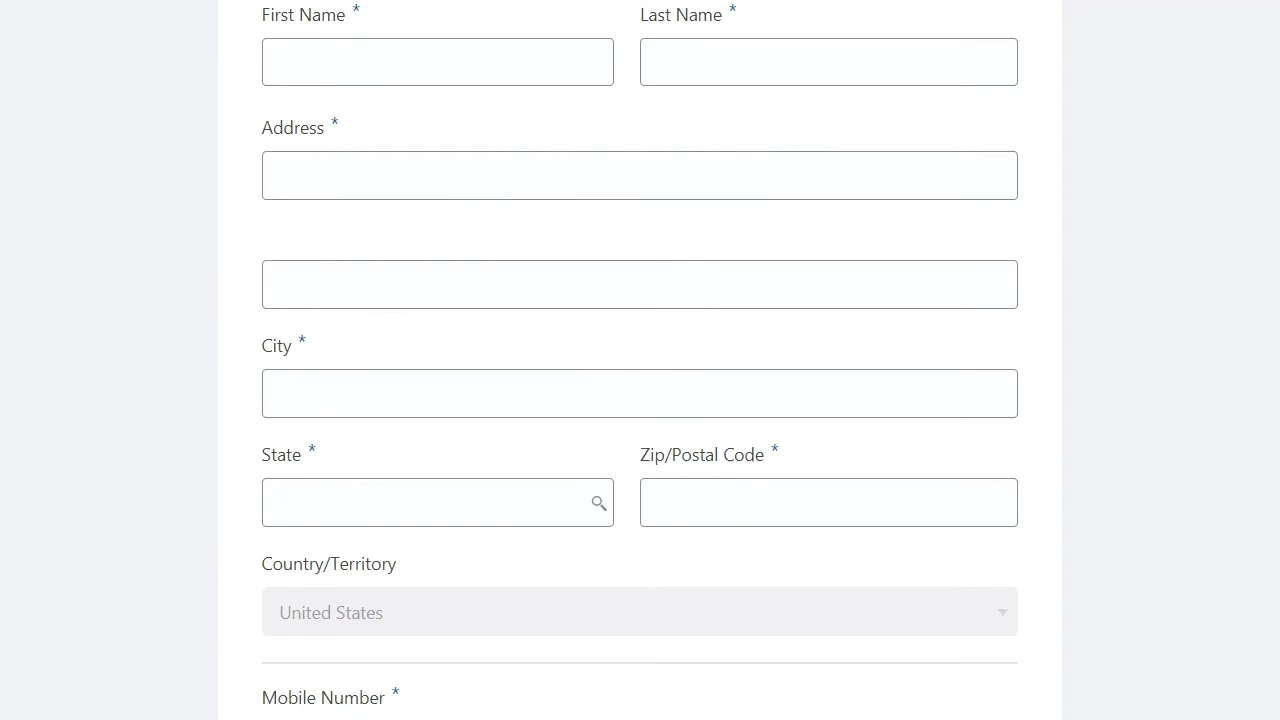 First Name *
Last Name *
Address *
City *
State *
Zip/Postal Code *
Country/Territory
United States
Mobile Number *